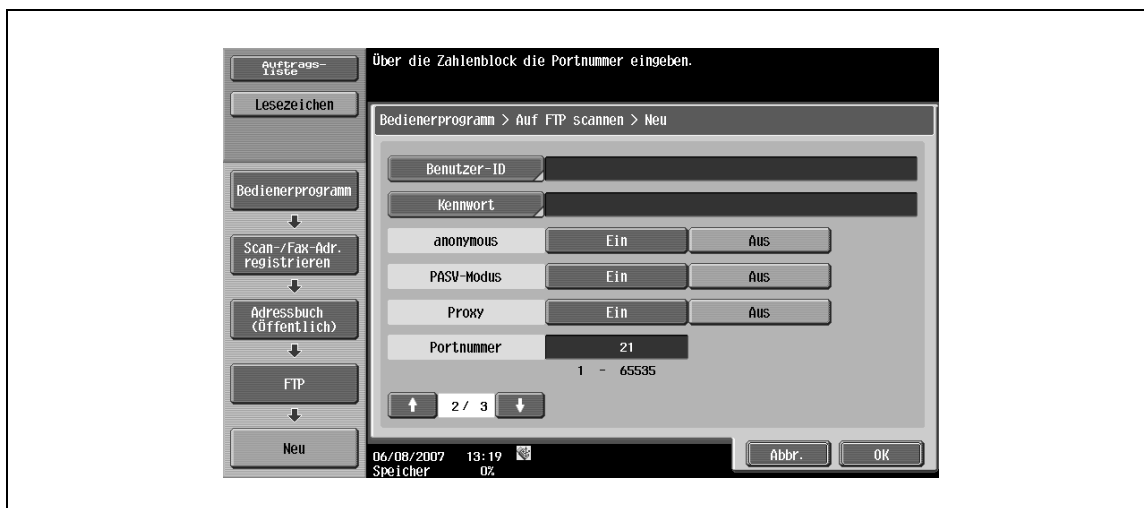 Auftrags-
liste
Lesezeichen
Bedienerprogramm
Scan-/Fax-Adr.
registrieren
Adressbuch
(Öffentlich)
FTP
Neu
Über die Zahlenblock die Portnummer eingeben.
Bedienerprogramm > Auf FTP scannen > Neu
Benutzer-ID
Kennwort
anonymous Ein Aus
PASV-Modus Ein Aus
Proxy Ein Aus
Portnummer 21
1 - 65535
2/ 3
06/08/2007 13:19
Speicher 0%
Abbr. OK